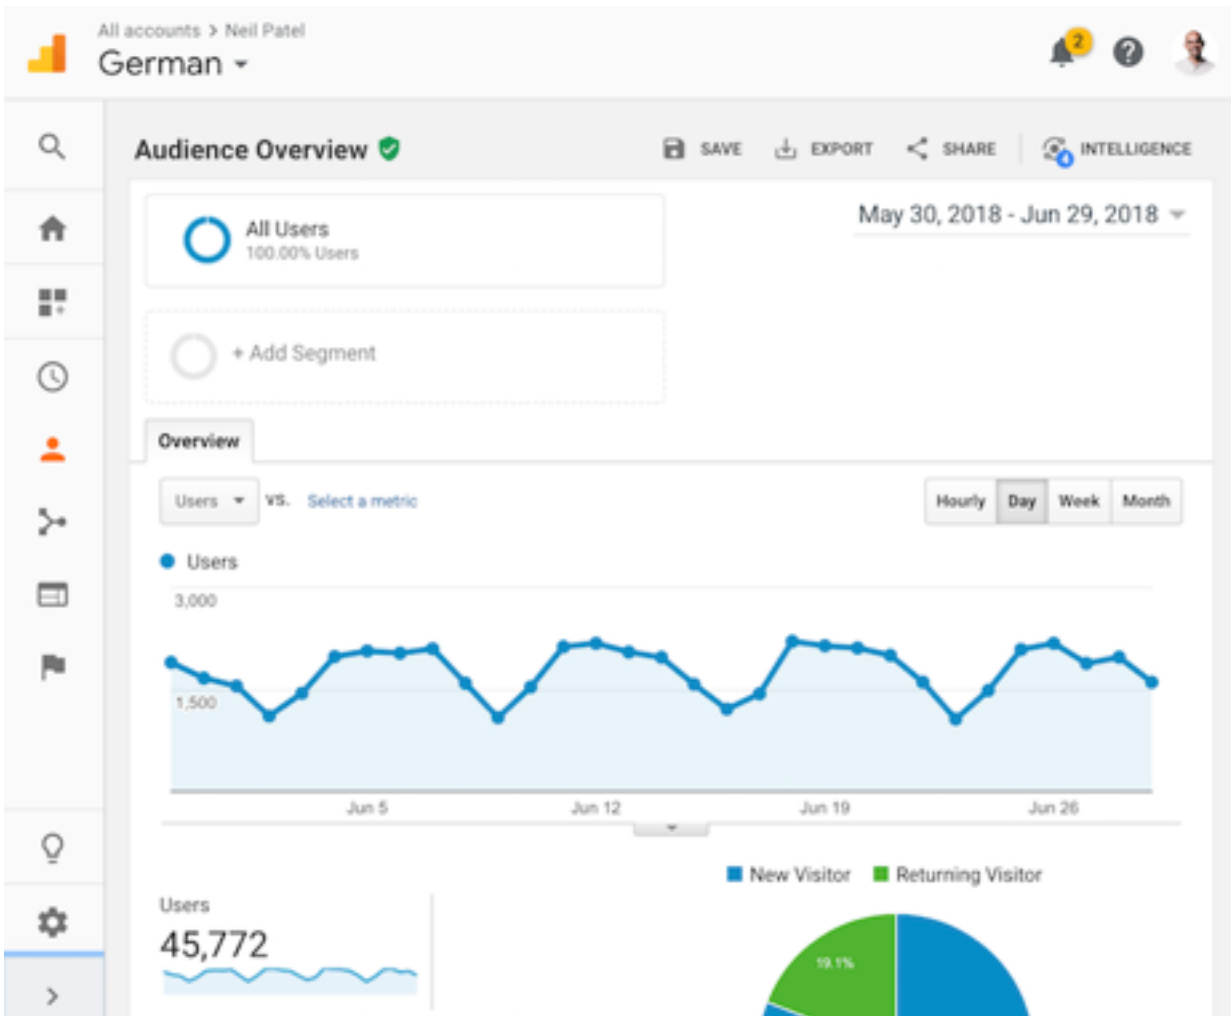 All accounts > Neil Patel
German
2
Audience Overview
SAVE
EXPORT
SHARE
4
INTELLIGENCE
All Users
100.00% Users
May 30, 2018 - Jun 29, 2018
+ Add Segment
Overview
Users
VS.
Select a metric
Hourly
Day
Week
Month
Users
3,000
1,500
Jun 5
Jun 12
Jun 19
Jun 26
New Visitor
Returning Visitor
Users
45,772
19.1%